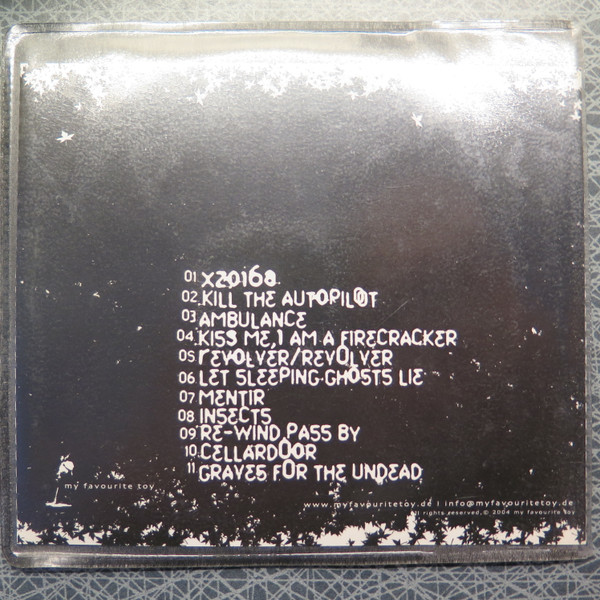 01. xzoi6a.
02. KILL THE AUTOPILOT
03 AMBULANCE
04. KISS ME, I AM A FIRECRACKER
05 rEVOLVER/REVOLVER
06 LET SLEEPING GHOSTS LIE
07 MENTIR
08 INSECTS
09 RE-WIND, PASS BY
10. CELLARDOOR
11 GRAVES FOR THE UNDEAD
my favourite toy
www.myfavouritetoy.de | info@myfavouritetoy.de
all rights reserved, © 2004 my favourite toy